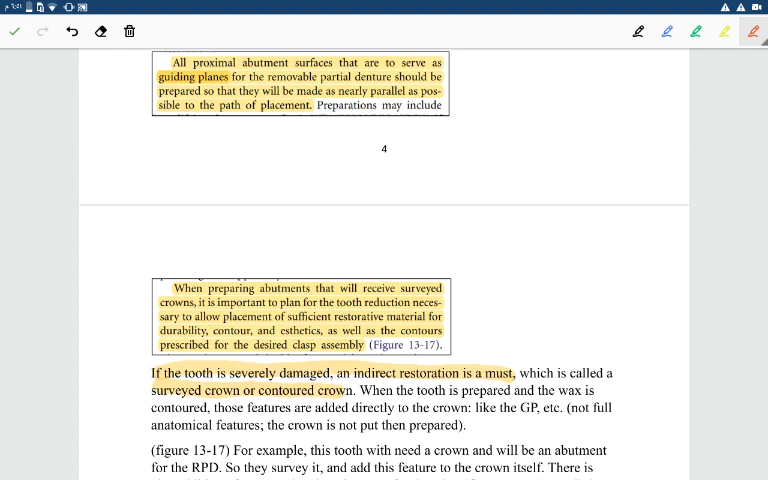 م ٦:٥١
All proximal abutment surfaces that are to serve as
guiding planes for the removable partial denture should be
prepared so that they will be made as nearly parallel as pos-
sible to the path of placement. Preparations may include
4
When preparing abutments that will receive surveyed
crowns, it is important to plan for the tooth reduction neces-
sary to allow placement of sufficient restorative material for
durability, contour, and esthetics, as well as the contours
prescribed for the desired clasp assembly (Figure 13-17).
If the tooth is severely damaged, an indirect restoration is a must, which is called a
surveyed crown or contoured crown. When the tooth is prepared and the wax is
contoured, those features are added directly to the crown: like the GP, etc. (not full
anatomical features; the crown is not put then prepared).
(figure 13-17) For example, this tooth with need a crown and will be an abutment
for the RPD. So they survey it, and add this feature to the crown itself. There is